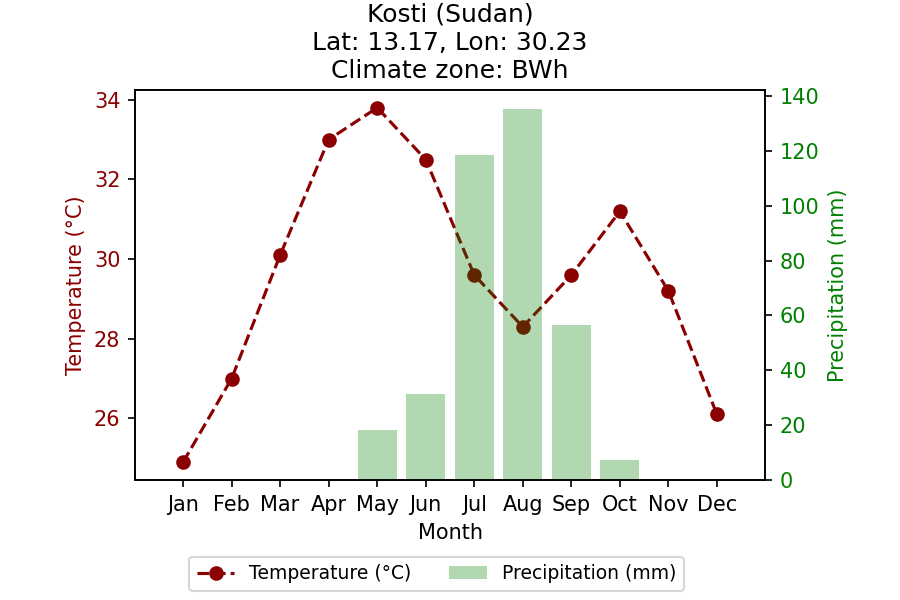 Kosti (Sudan)
Lat: 13.17, Lon: 30.23
Climate zone: BWh
34
32
30
28
26
Temperature (°C)
140
120
100
80
60
40
20
0
Precipitation (mm)
Jan Feb Mar Apr May Jun Jul Aug Sep Oct Nov Dec
Month
Temperature (°C) Precipitation (mm)